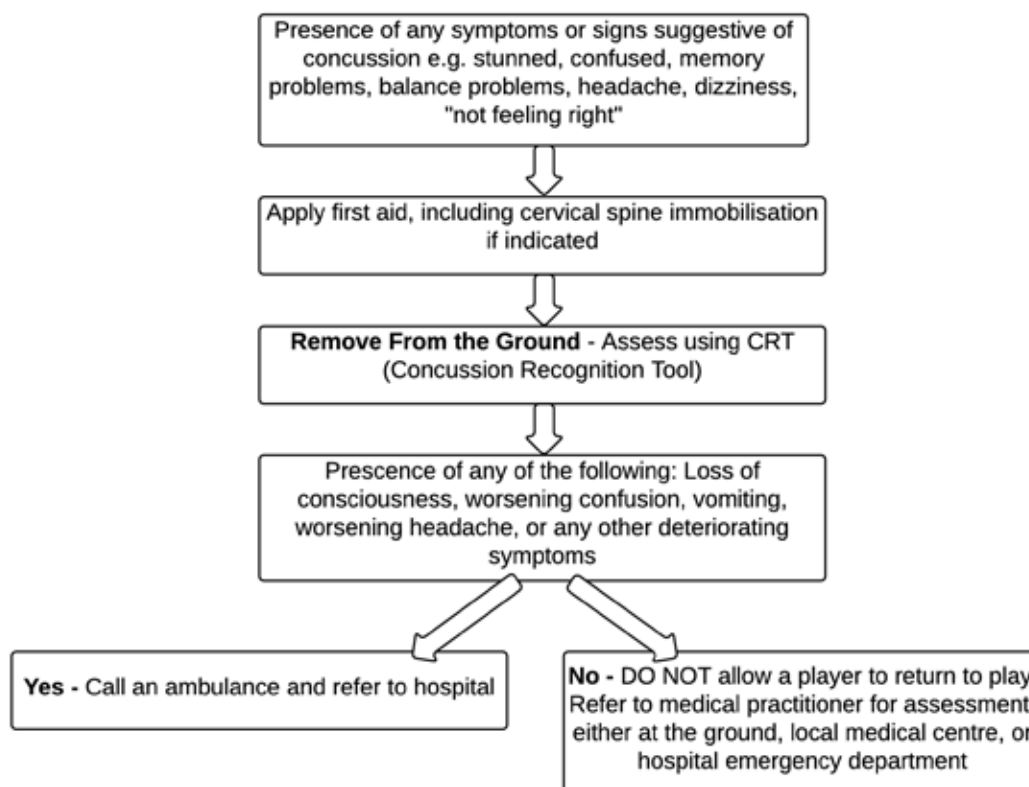 Presence of any symptoms or signs suggestive of
concussion e.g. stunned, confused, memory
problems, balance problems, headache, dizziness,
"not feeling right"
Apply first aid, including cervical spine immobilisation
if indicated
Remove From the Ground - Assess using CRT
(Concussion Recognition Tool)
Prescence of any of the following: Loss of
consciousness, worsening confusion, vomiting,
worsening headache, or any other deteriorating
symptoms
Yes - Call an ambulance and refer to hospital
No - DO NOT allow a player to return to play
Refer to medical practitioner for assessment
either at the ground, local medical centre, or
hospital emergency department